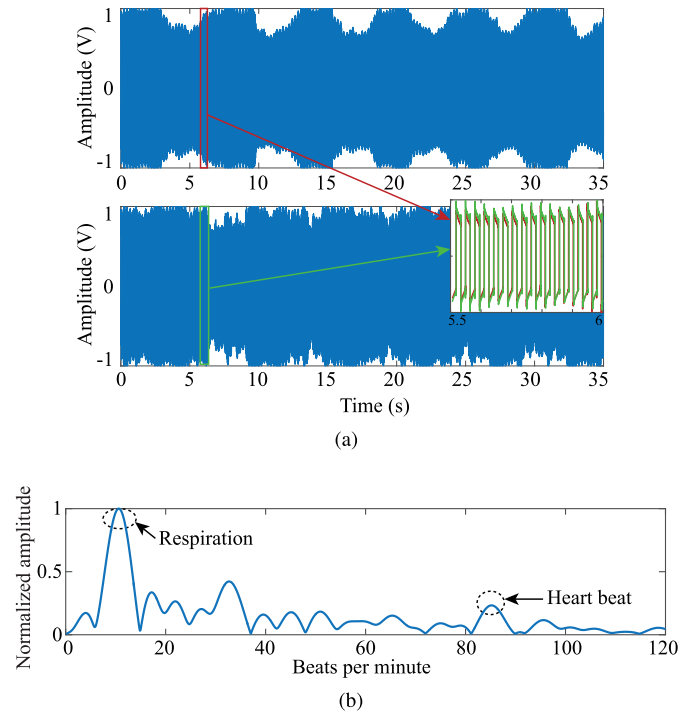 1
0
-1
Amplitude (V)
0 5 10 15 20 25 30 35
1
0
-1
Amplitude (V)
5.5 6
0 5 10 15 20 25 30 35
Time (s)
(a)
Normalized amplitude
1
0.5
0
Respiration
Heart beat
0 20 40 60 80 100 120
Beats per minute
(b)